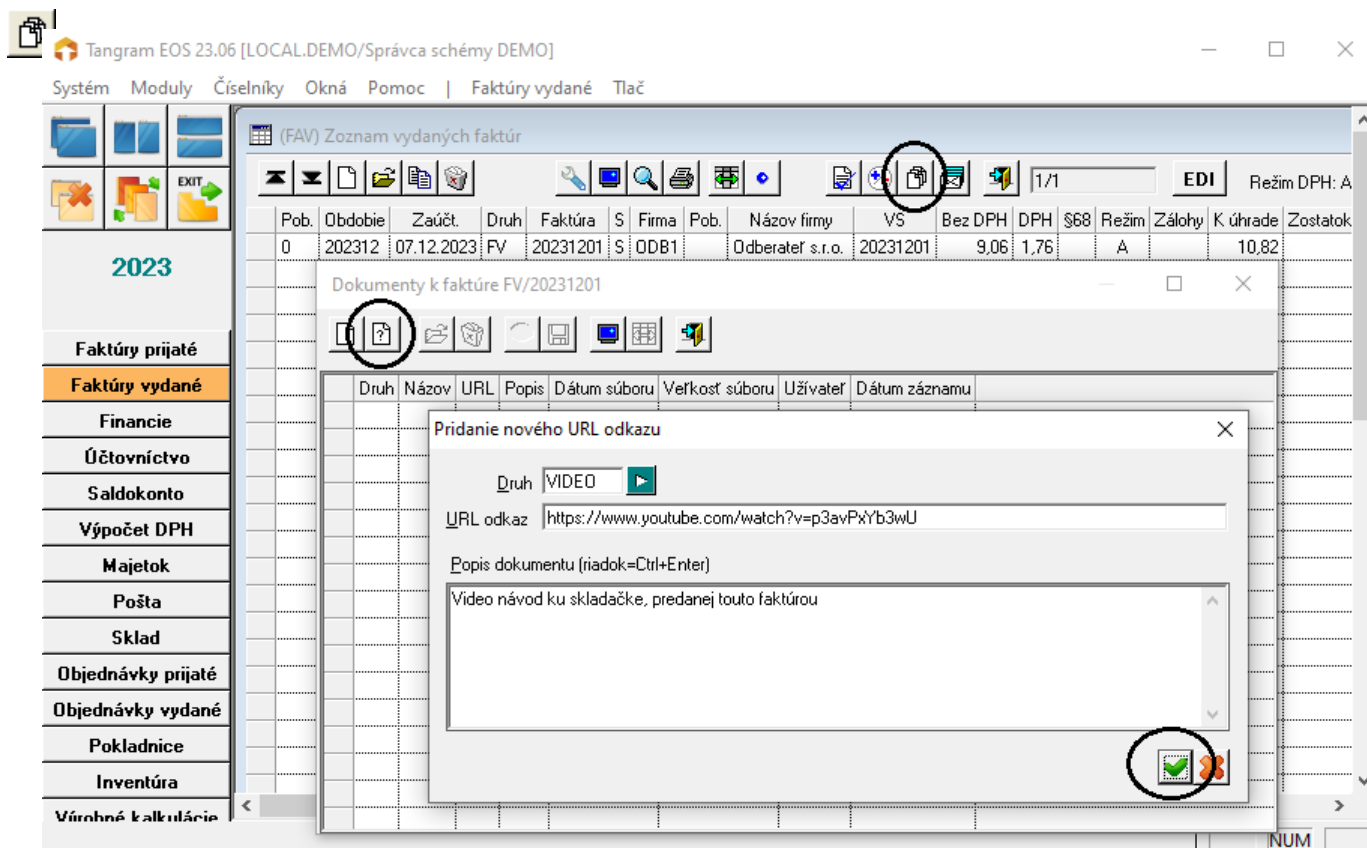 Tangram EOS 23.06 [LOCAL.DEMO/Správca schémy DEMO]
Systém Moduly Číselníky Okná Pomoc | Faktúry vydané Tlač
EXIT
(FAV) Zoznam vydaných faktúr
1/1 EDI Režim DPH: A
Pob. Obdobie Zaúčt. Druh Faktúra S Firma Pob. Názov firmy VS Bez DPH DPH §68 Režim Zálohy K úhrade Zostatok
0 202312 07.12.2023 FV 20231201 S ODB1 Odberateľ s.r.o. 20231201 9,06 1,76 A 10,82
2023
Faktúry prijaté
Faktúry vydané
Financie
Účtovníctvo
Saldokonto
Výpočet DPH
Majetok
Pošta
Sklad
Objednávky prijaté
Objednávky vydané
Pokladnice
Inventúra
Výrobné kalkulácie
Dokumenty k faktúre FV/20231201
Druh Názov URL Popis Dátum súboru Veľkosť súboru Užívateľ Dátum záznamu
Pridanie nového URL odkazu
Druh VIDEO
URL odkaz https://www.youtube.com/watch?v=p3avPxYb3wU
Popis dokumentu (riadok=Ctrl+Enter)
Video návod ku skladačke, predanej touto faktúrou
NUM